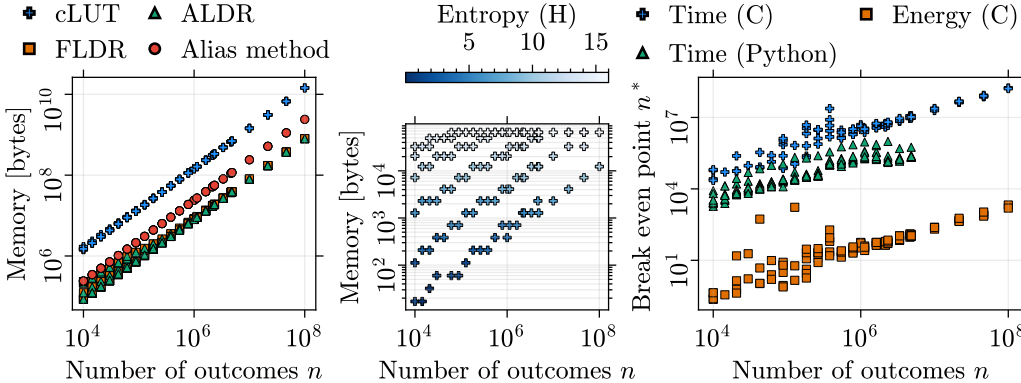 cLUT
ALDR
FLDR
Alias method
Memory [bytes]
10^10
10^8
10^6
10^4
10^6
10^8
Number of outcomes n
Entropy (H)
5
10
15
Memory [bytes]
10^4
10^3
10^2
10^4
10^6
10^8
Number of outcomes n
Time (C)
Energy (C)
Time (Python)
Break even point n*
10^7
10^4
10^1
10^4
10^6
10^8
Number of outcomes n